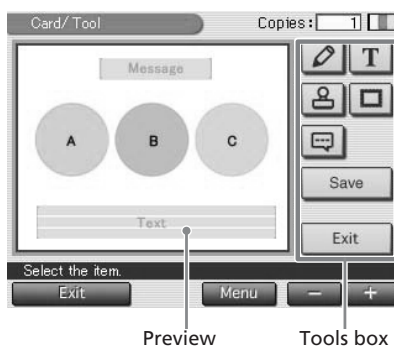 Card/Tool
Copies: 1
Message
T
A B C
Save
Text
Exit
Select the item.
Exit Menu − +
Preview Tools box